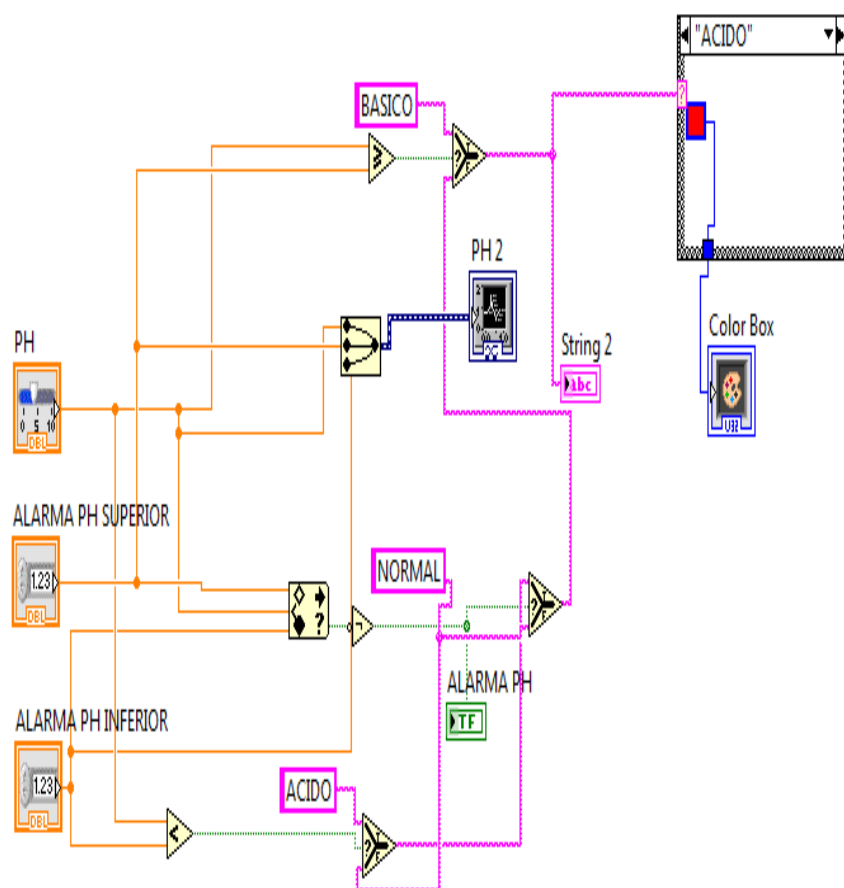 "ACIDO"
BASICO
PH 2
String 2
abc
Color Box
U32
PH
0 5 10
DBL
ALARMA PH SUPERIOR
1.23
DBL
NORMAL
ALARMA PH
TF
ALARMA PH INFERIOR
1.23
DBL
ACIDO